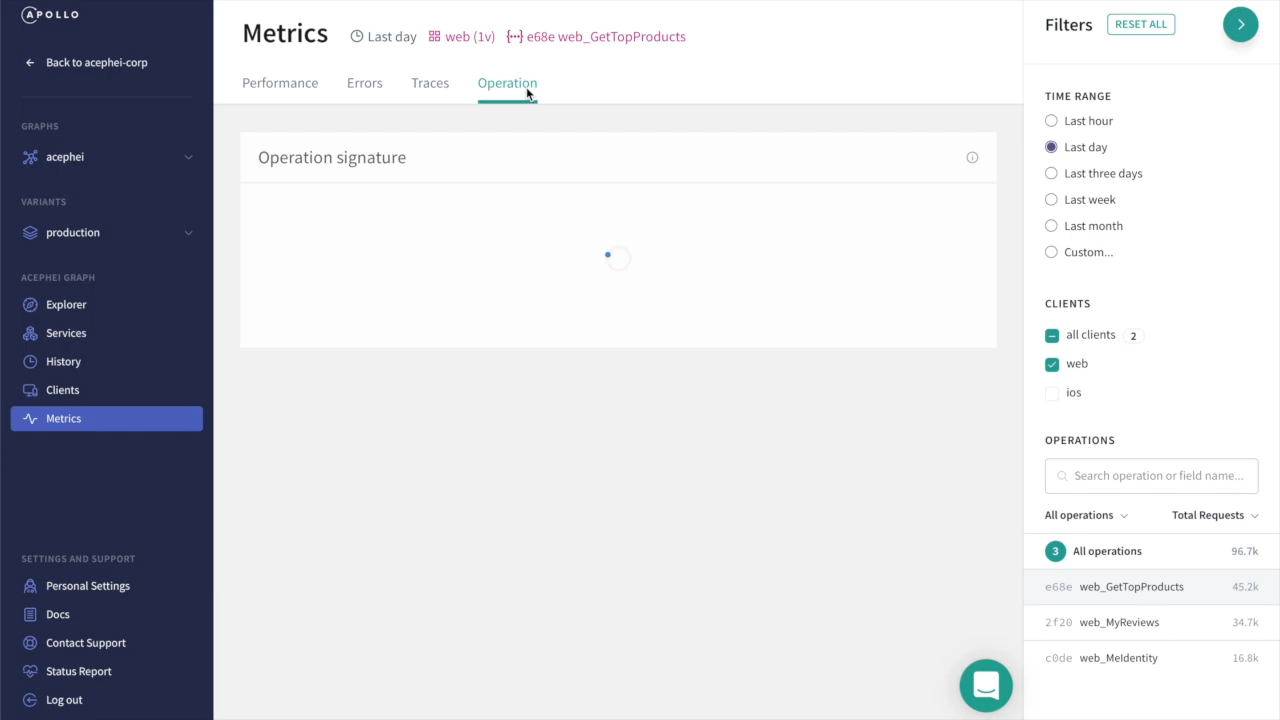 APOLLO
Back to acephei-corp
GRAPHS
acephei
VARIANTS
production
ACEPHEI GRAPH
Explorer
Services
History
Clients
Metrics
SETTINGS AND SUPPORT
Personal Settings
Docs
Contact Support
Status Report
Log out
Metrics Last day web (1v) e68e web_GetTopProducts
Performance Errors Traces Operation
Operation signature
Filters RESET ALL
TIME RANGE
Last hour
Last day
Last three days
Last week
Last month
Custom...
CLIENTS
all clients 2
web
ios
OPERATIONS
Search operation or field name...
All operations Total Requests
3 All operations 96.7k
e68e web_GetTopProducts 45.2k
2f20 web_MyReviews 34.7k
c0de web_MeIdentity 16.8k